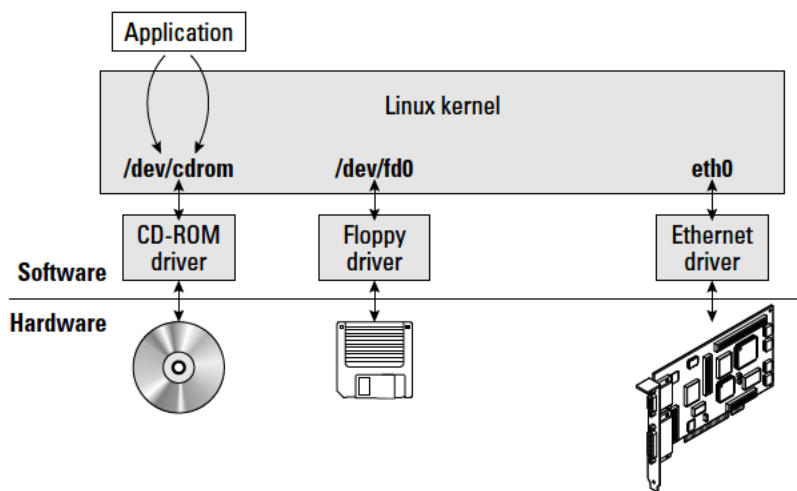 Application
Linux kernel
/dev/cdrom
/dev/fd0
eth0
CD-ROM
driver
Floppy
driver
Ethernet
driver
Software
Hardware